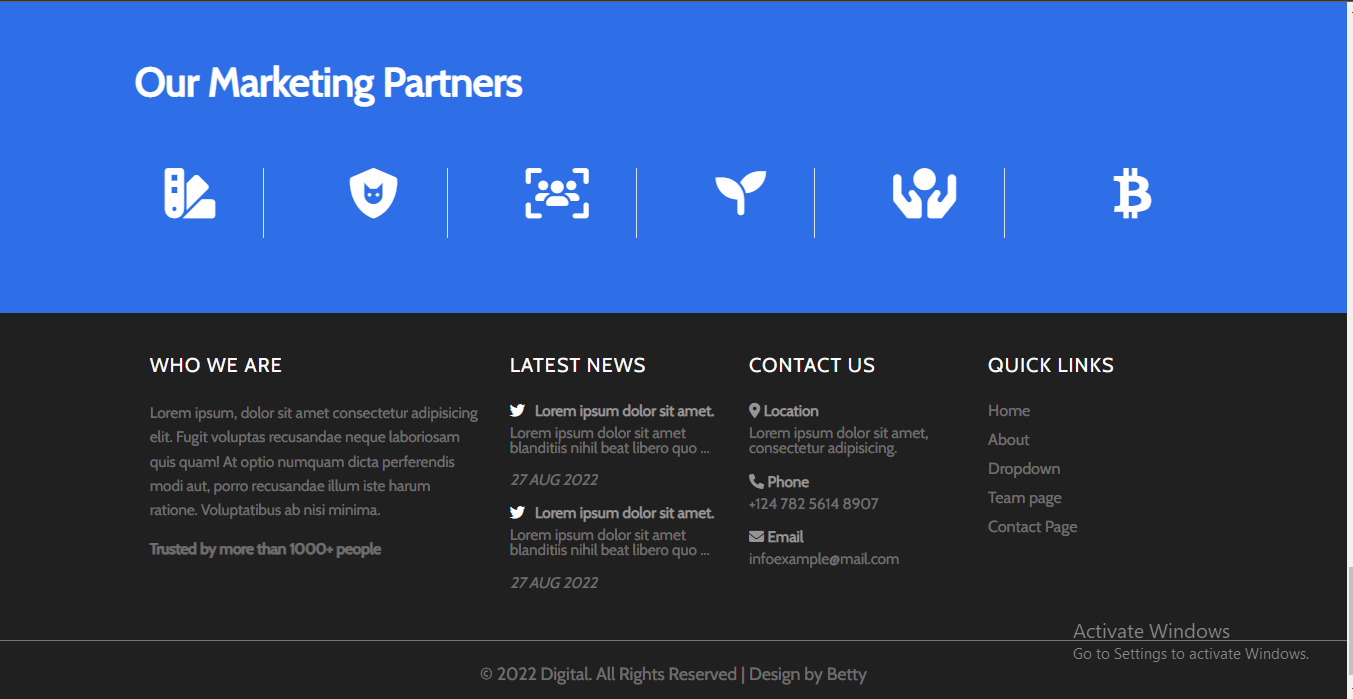 Our Marketing Partners
WHO WE ARE
Lorem ipsum, dolor sit amet consectetur adipisicing
elit. Fugit voluptas recusandae neque laboriosam
quis quam! At optio numquam dicta perferendis
modi aut, porro recusandae illum iste harum
ratione. Voluptatibus ab nisi minima.
Trusted by more than 1000+ people
LATEST NEWS
Lorem ipsum dolor sit amet.
Lorem ipsum dolor sit amet
blanditiis nihil beat libero quo ...
27 AUG 2022
Lorem ipsum dolor sit amet.
Lorem ipsum dolor sit amet
blanditiis nihil beat libero quo ...
27 AUG 2022
CONTACT US
Location
Lorem ipsum dolor sit amet,
consectetur adipisicing.
Phone
+124 782 5614 8907
Email
infoexample@mail.com
QUICK LINKS
Home
About
Dropdown
Team page
Contact Page
Activate Windows
Go to Settings to activate Windows.
© 2022 Digital. All Rights Reserved | Design by Betty